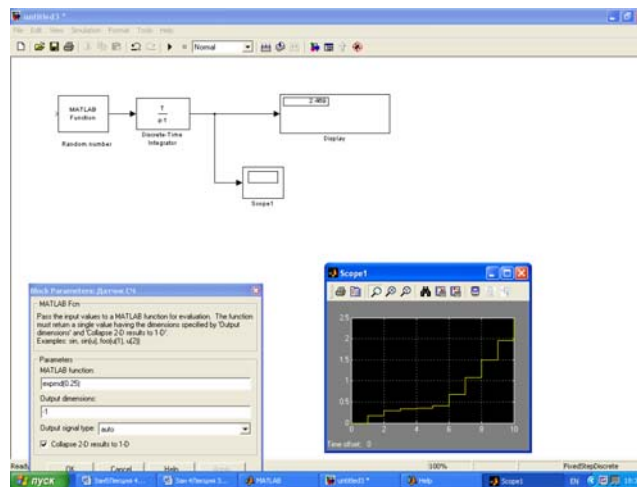 untitled3 *
File Edit View Simulation Format Tools Help
Normal
MATLAB
Function
Random number
T
Discrete-Time
Integrator
2.469
Display
Scope1
Block Parameters: Датчик СЧ
MATLAB Fcn
Pass the input values to a MATLAB function for evaluation. The function
must return a single value having the dimensions specified by 'Output
dimensions' and 'Collapse 2-D results to 1-D'.
Examples: sin, sin(u), foo(u(1), u(2))
Parameters
MATLAB function:
exprnd(0.25)
Output dimensions:
-1
Output signal type: auto
Collapse 2-D results to 1-D
OK Cancel Help Apply
Scope1
2.5
2
1.5
1
0.5
0
0 2 4 6 8 10
Time offset: 0
Ready
100%
FixedStepDiscrete
пуск
MATLAB
untitled3 *
Help
Scope1
EN